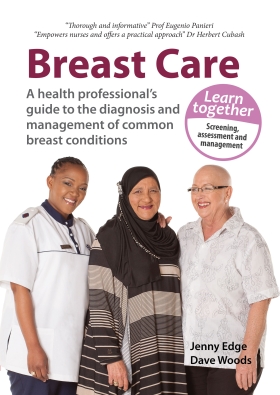 "Thorough and informative" Prof Eugenio Panieri
"Empowers nurses and offers a practical approach" Dr Herbert Cubash
Breast Care
A health professional's
guide to the diagnosis and
management of common
breast conditions
Learn
together
Screening,
assessment and
management
Jenny Edge
Dave Woods